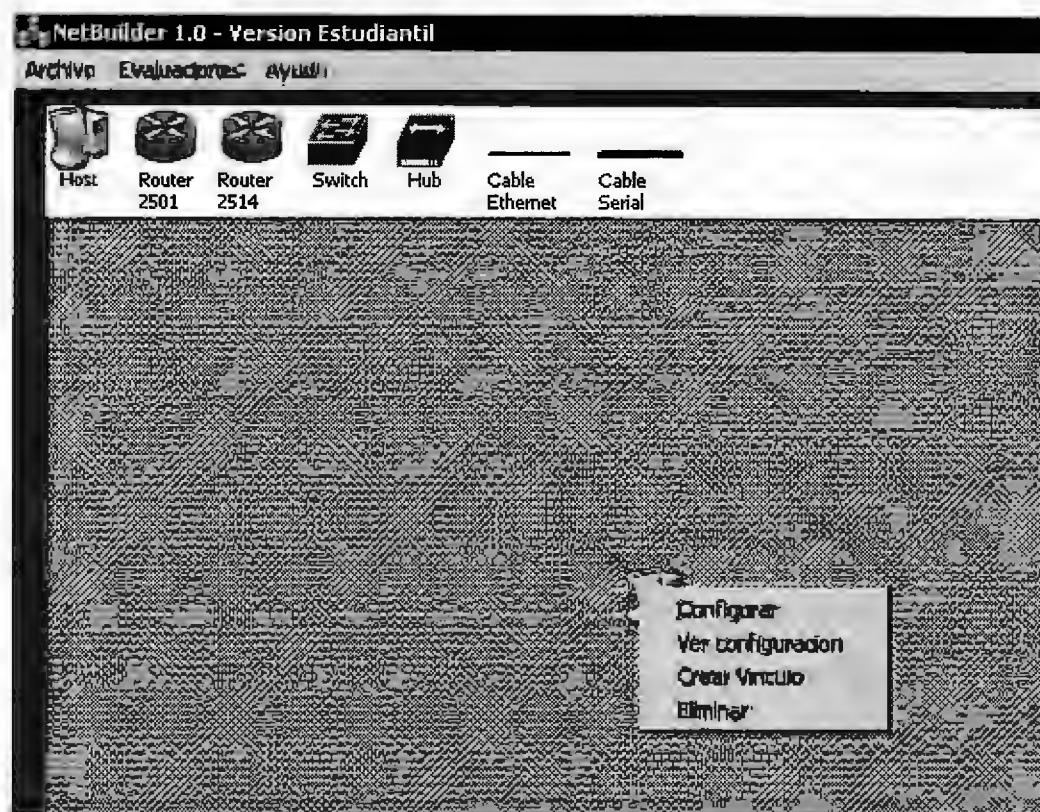 NetBuilder 1.0 - Version Estudiantil
Archivo Evaluaciones Ayuda
Host
Router 2501
Router 2514
Switch
Hub
Cable Ethernet
Cable Serial
Configurar
Ver configuracion
Crear Vinculo
Eliminar